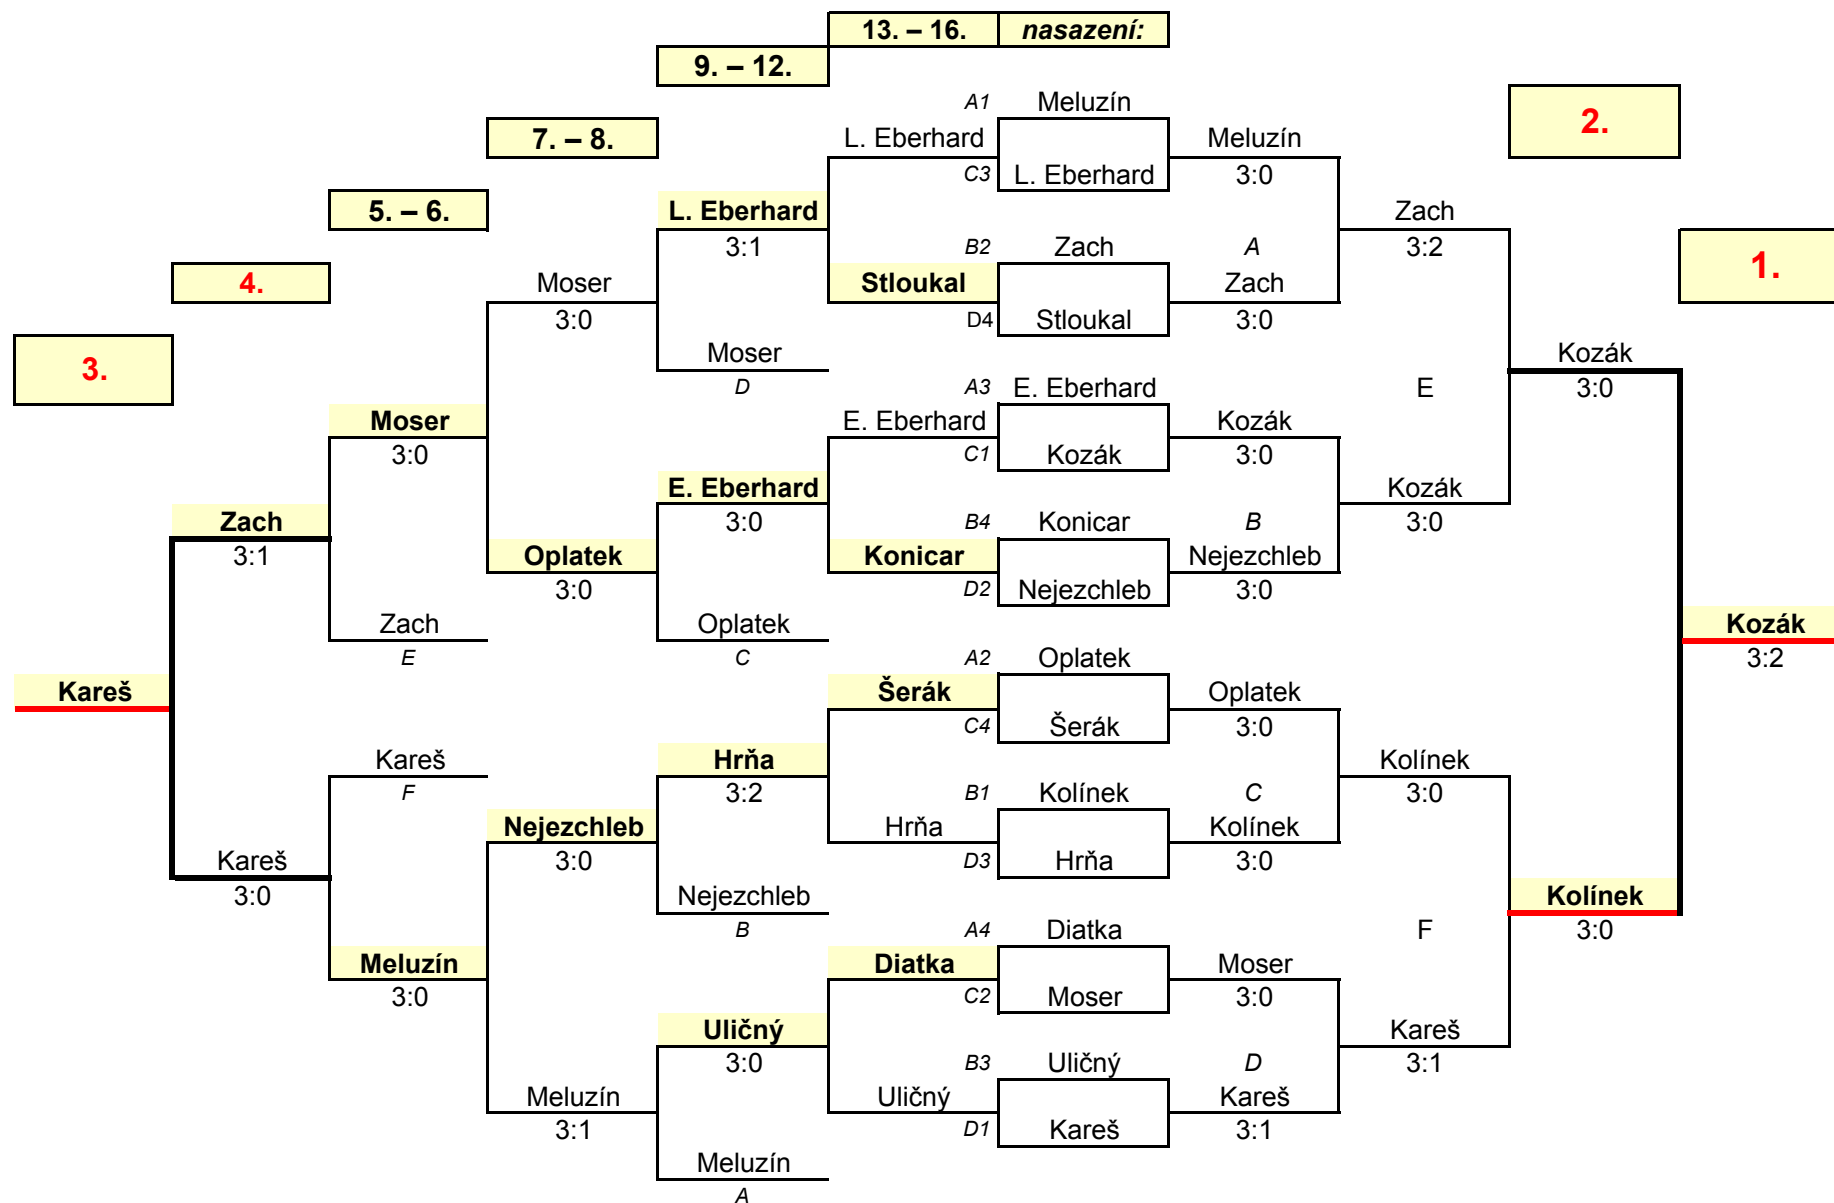 13. – 16. nasazení:
9. – 12.
A1 Meluzín
2.
7. – 8. L. Eberhard Meluzín
C3 L. Eberhard 3:0
5. – 6. L. Eberhard Zach
3:1 B2 Zach A 3:2
4. Moser Stloukal Zach 1.
3:0 D4 Stloukal 3:0
3. Moser Kozák
D A3 E. Eberhard E 3:0
Moser E. Eberhard Kozák
3:0 C1 Kozák 3:0
E. Eberhard Kozák
Zach 3:0 B4 Konicar B 3:0
3:1 Oplatek Konicar Nejezchleb
3:0 D2 Nejezchleb 3:0
Zach Oplatek Kozák
E C A2 Oplatek 3:2
Kareš Šerák Oplatek
C4 Šerák 3:0
Kareš Hrňa Kolínek
F 3:2 B1 Kolínek C 3:0
Nejezchleb Hrňa Kolínek
Kareš 3:0 D3 Hrňa 3:0
3:0 Nejezchleb Kolínek
B A4 Diatka F 3:0
Meluzín Diatka Moser
3:0 C2 Moser 3:0
Uličný Kareš
3:0 B3 Uličný D 3:1
Meluzín Uličný Kareš
3:1 D1 Kareš 3:1
Meluzín
A